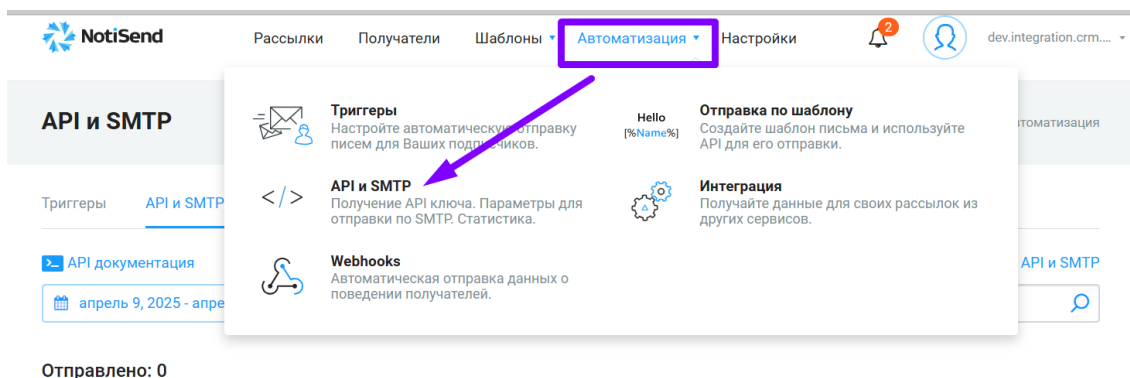 NotiSend
Рассылки
Получатели
Шаблоны
Автоматизация
Настройки
2
dev.integration.crm....
API и SMTP
томатизация
Триггеры
Настройте автоматическую отправку
писем для Ваших подписчиков.
Hello
[%Name%]
Отправка по шаблону
Создайте шаблон письма и используйте
API для его отправки.
</>
API и SMTP
Получение API ключа. Параметры для
отправки по SMTP. Статистика.
Интеграция
Получайте данные для своих рассылок из
других сервисов.
Webhooks
Автоматическая отправка данных о
поведении получателей.
Триггеры
API и SMTP
API документация
API и SMTP
апрель 9, 2025 - апре
Отправлено: 0